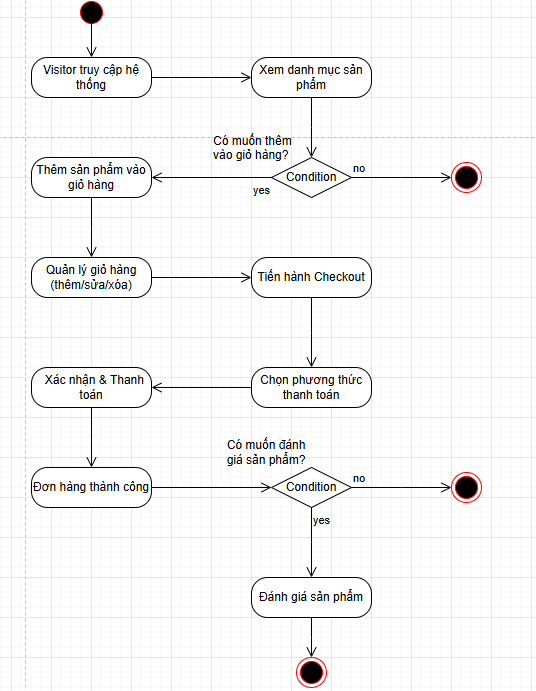 Visitor truy cập hệ
thống
Xem danh mục sản
phẩm
Có muốn thêm
vào giỏ hàng?
Condition
no
yes
Thêm sản phẩm vào
giỏ hàng
Quản lý giỏ hàng
(thêm/sửa/xóa)
Tiến hành Checkout
Xác nhận & Thanh
toán
Chọn phương thức
thanh toán
Có muốn đánh
giá sản phẩm?
Đơn hàng thành công
Condition
no
yes
Đánh giá sản phẩm